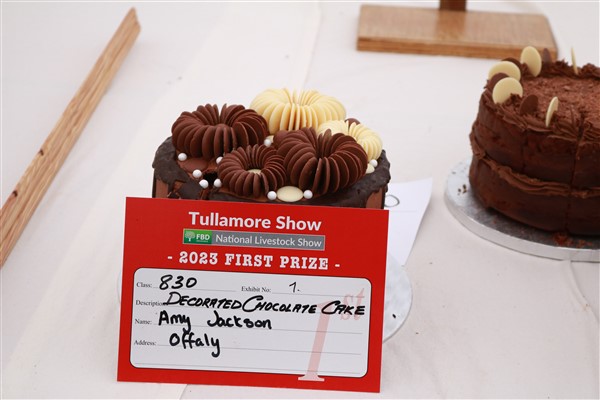 Tullamore Show
FBD National Livestock Show
- 2023 FIRST PRIZE -
Class: 830 Exhibit No: 1.
Description: DECORATED CHOCOLATE CAKE
Name: Amy Jackson
Address: Offaly
1st